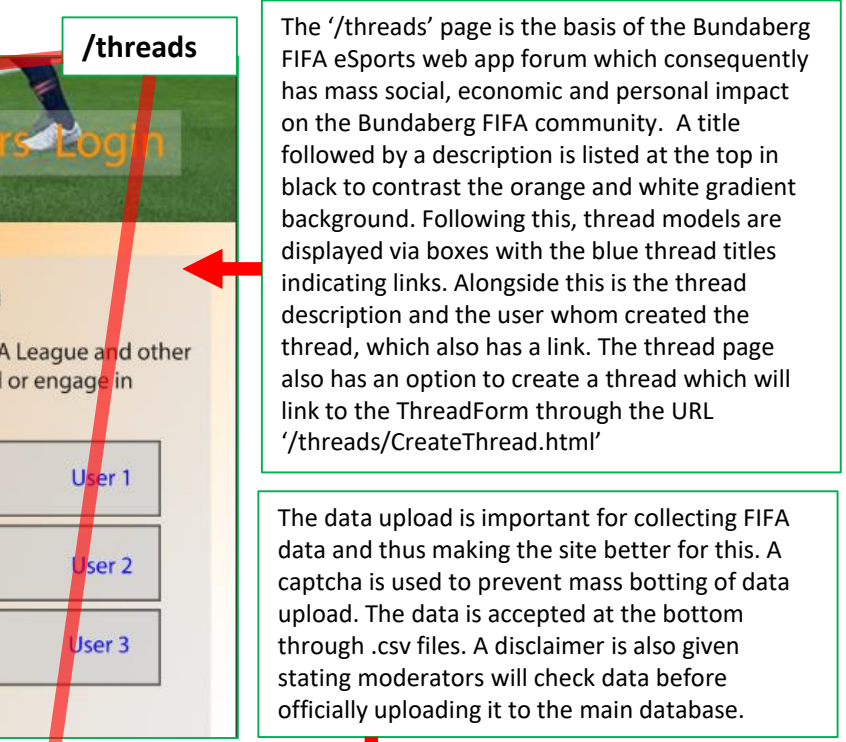 /threads
Login
A League and other
or engage in
User 1
User 2
User 3
The ‘/threads’ page is the basis of the Bundaberg
FIFA eSports web app forum which consequently
has mass social, economic and personal impact
on the Bundaberg FIFA community.  A title
followed by a description is listed at the top in
black to contrast the orange and white gradient
background. Following this, thread models are
displayed via boxes with the blue thread titles
indicating links. Alongside this is the thread
description and the user whom created the
thread, which also has a link. The thread page
also has an option to create a thread which will
link to the ThreadForm through the URL
‘/threads/CreateThread.html’
The data upload is important for collecting FIFA
data and thus making the site better for this. A
captcha is used to prevent mass botting of data
upload. The data is accepted at the bottom
through .csv files. A disclaimer is also given
stating moderators will check data before
officially uploading it to the main database.